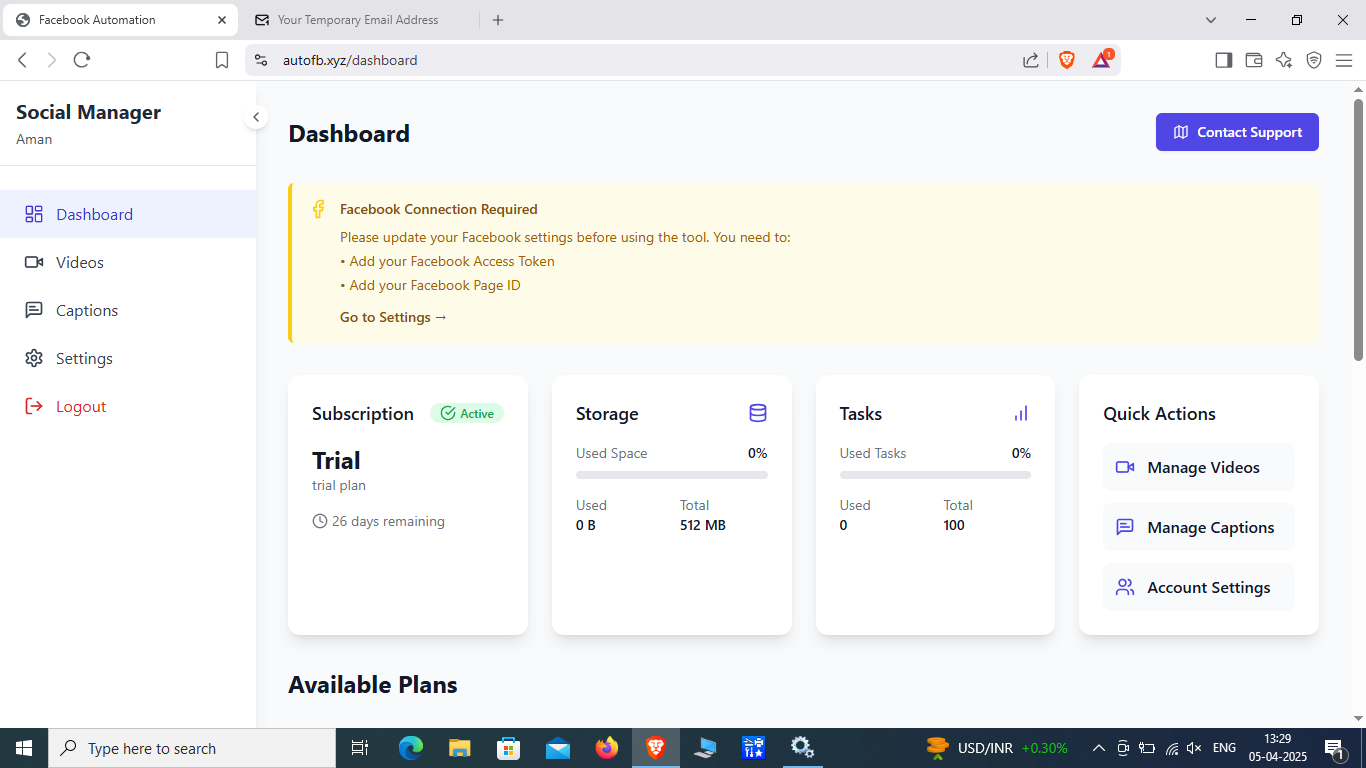 Facebook Automation
Your Temporary Email Address
autofb.xyz/dashboard
1
Social Manager
Aman
Dashboard
Videos
Captions
Settings
Logout
Dashboard
Contact Support
Facebook Connection Required
Please update your Facebook settings before using the tool. You need to:
• Add your Facebook Access Token
• Add your Facebook Page ID
Go to Settings →
Subscription
Active
Trial
trial plan
26 days remaining
Storage
Used Space 0%
Used Total
0 B 512 MB
Tasks
Used Tasks 0%
Used Total
0 100
Quick Actions
Manage Videos
Manage Captions
Account Settings
Available Plans
Type here to search
USD/INR +0.30%
ENG
13:29
05-04-2025
1